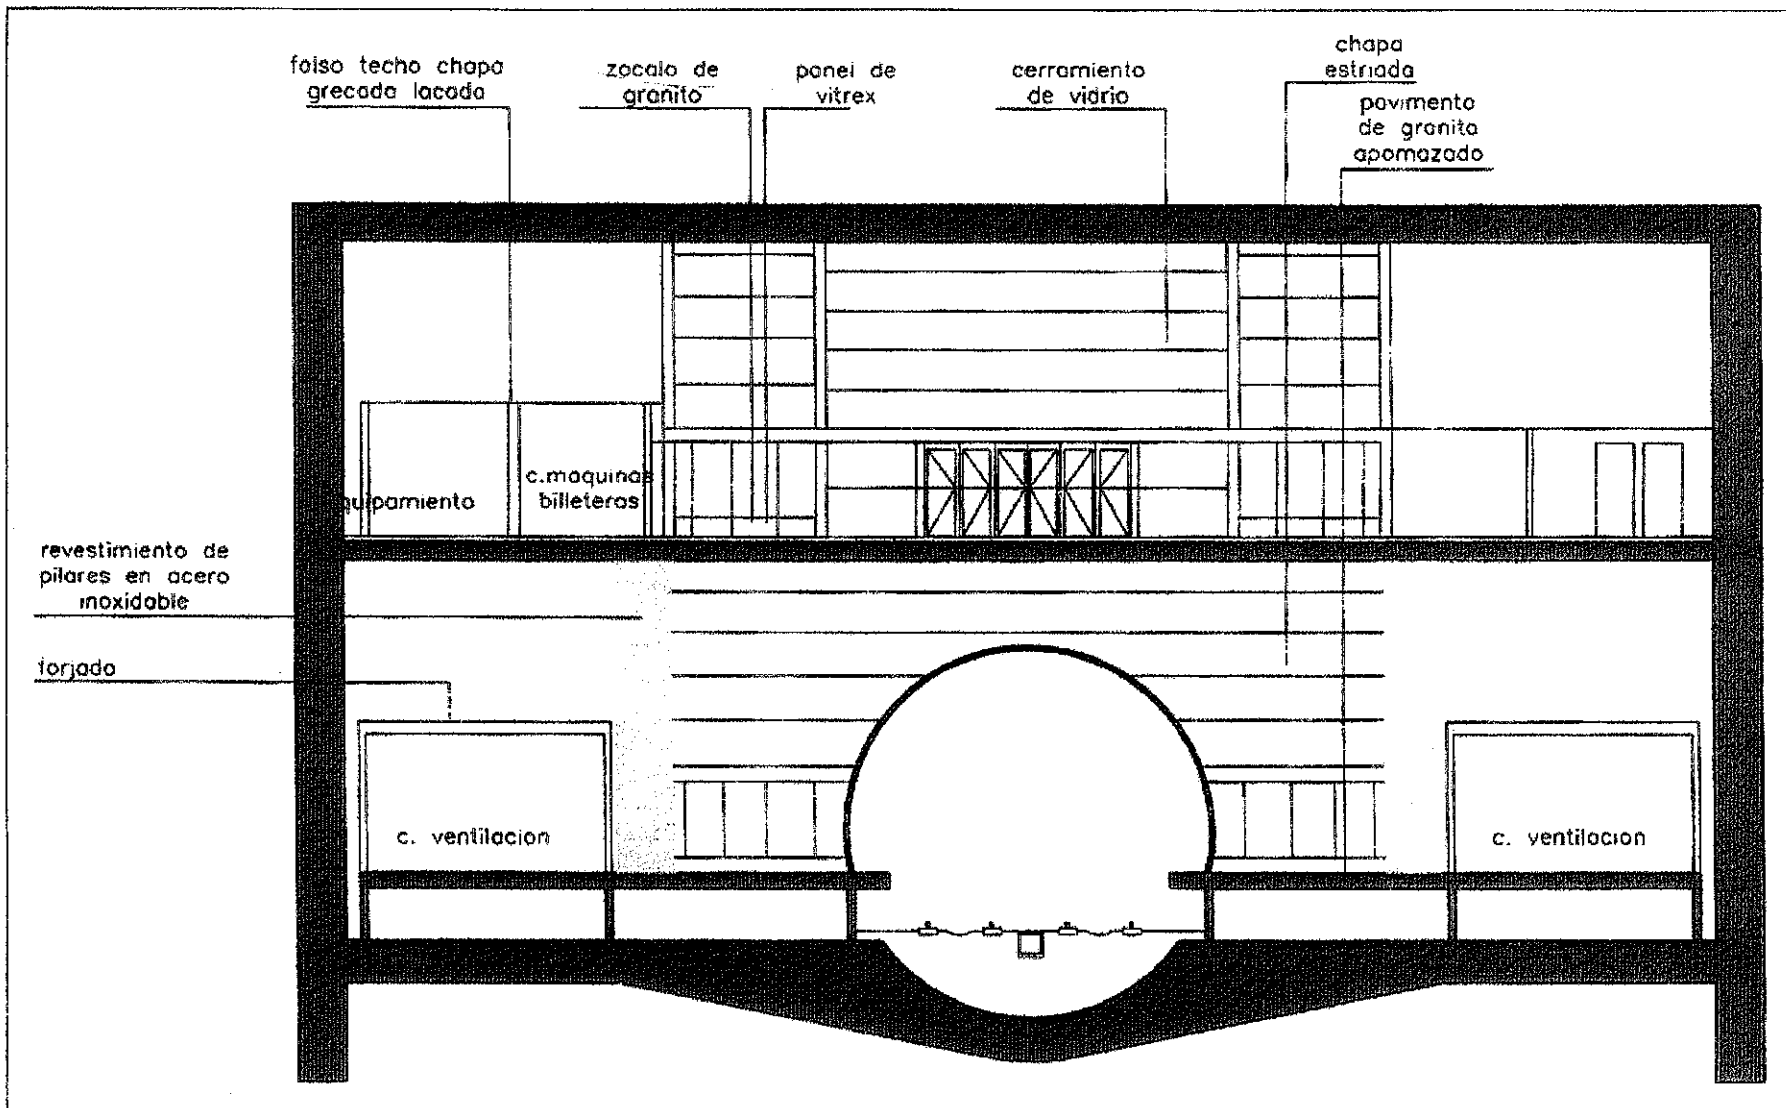 falso techo chapa
grecada lacada
zocalo de
granito
panel de
vitrex
cerramiento
de vidrio
chapa
estriada
pavimento
de granito
apomazado
quipamiento
c.maquinas
billeteras
revestimiento de
pilares en acero
inoxidable
forjado
c. ventilacion
c. ventilacion